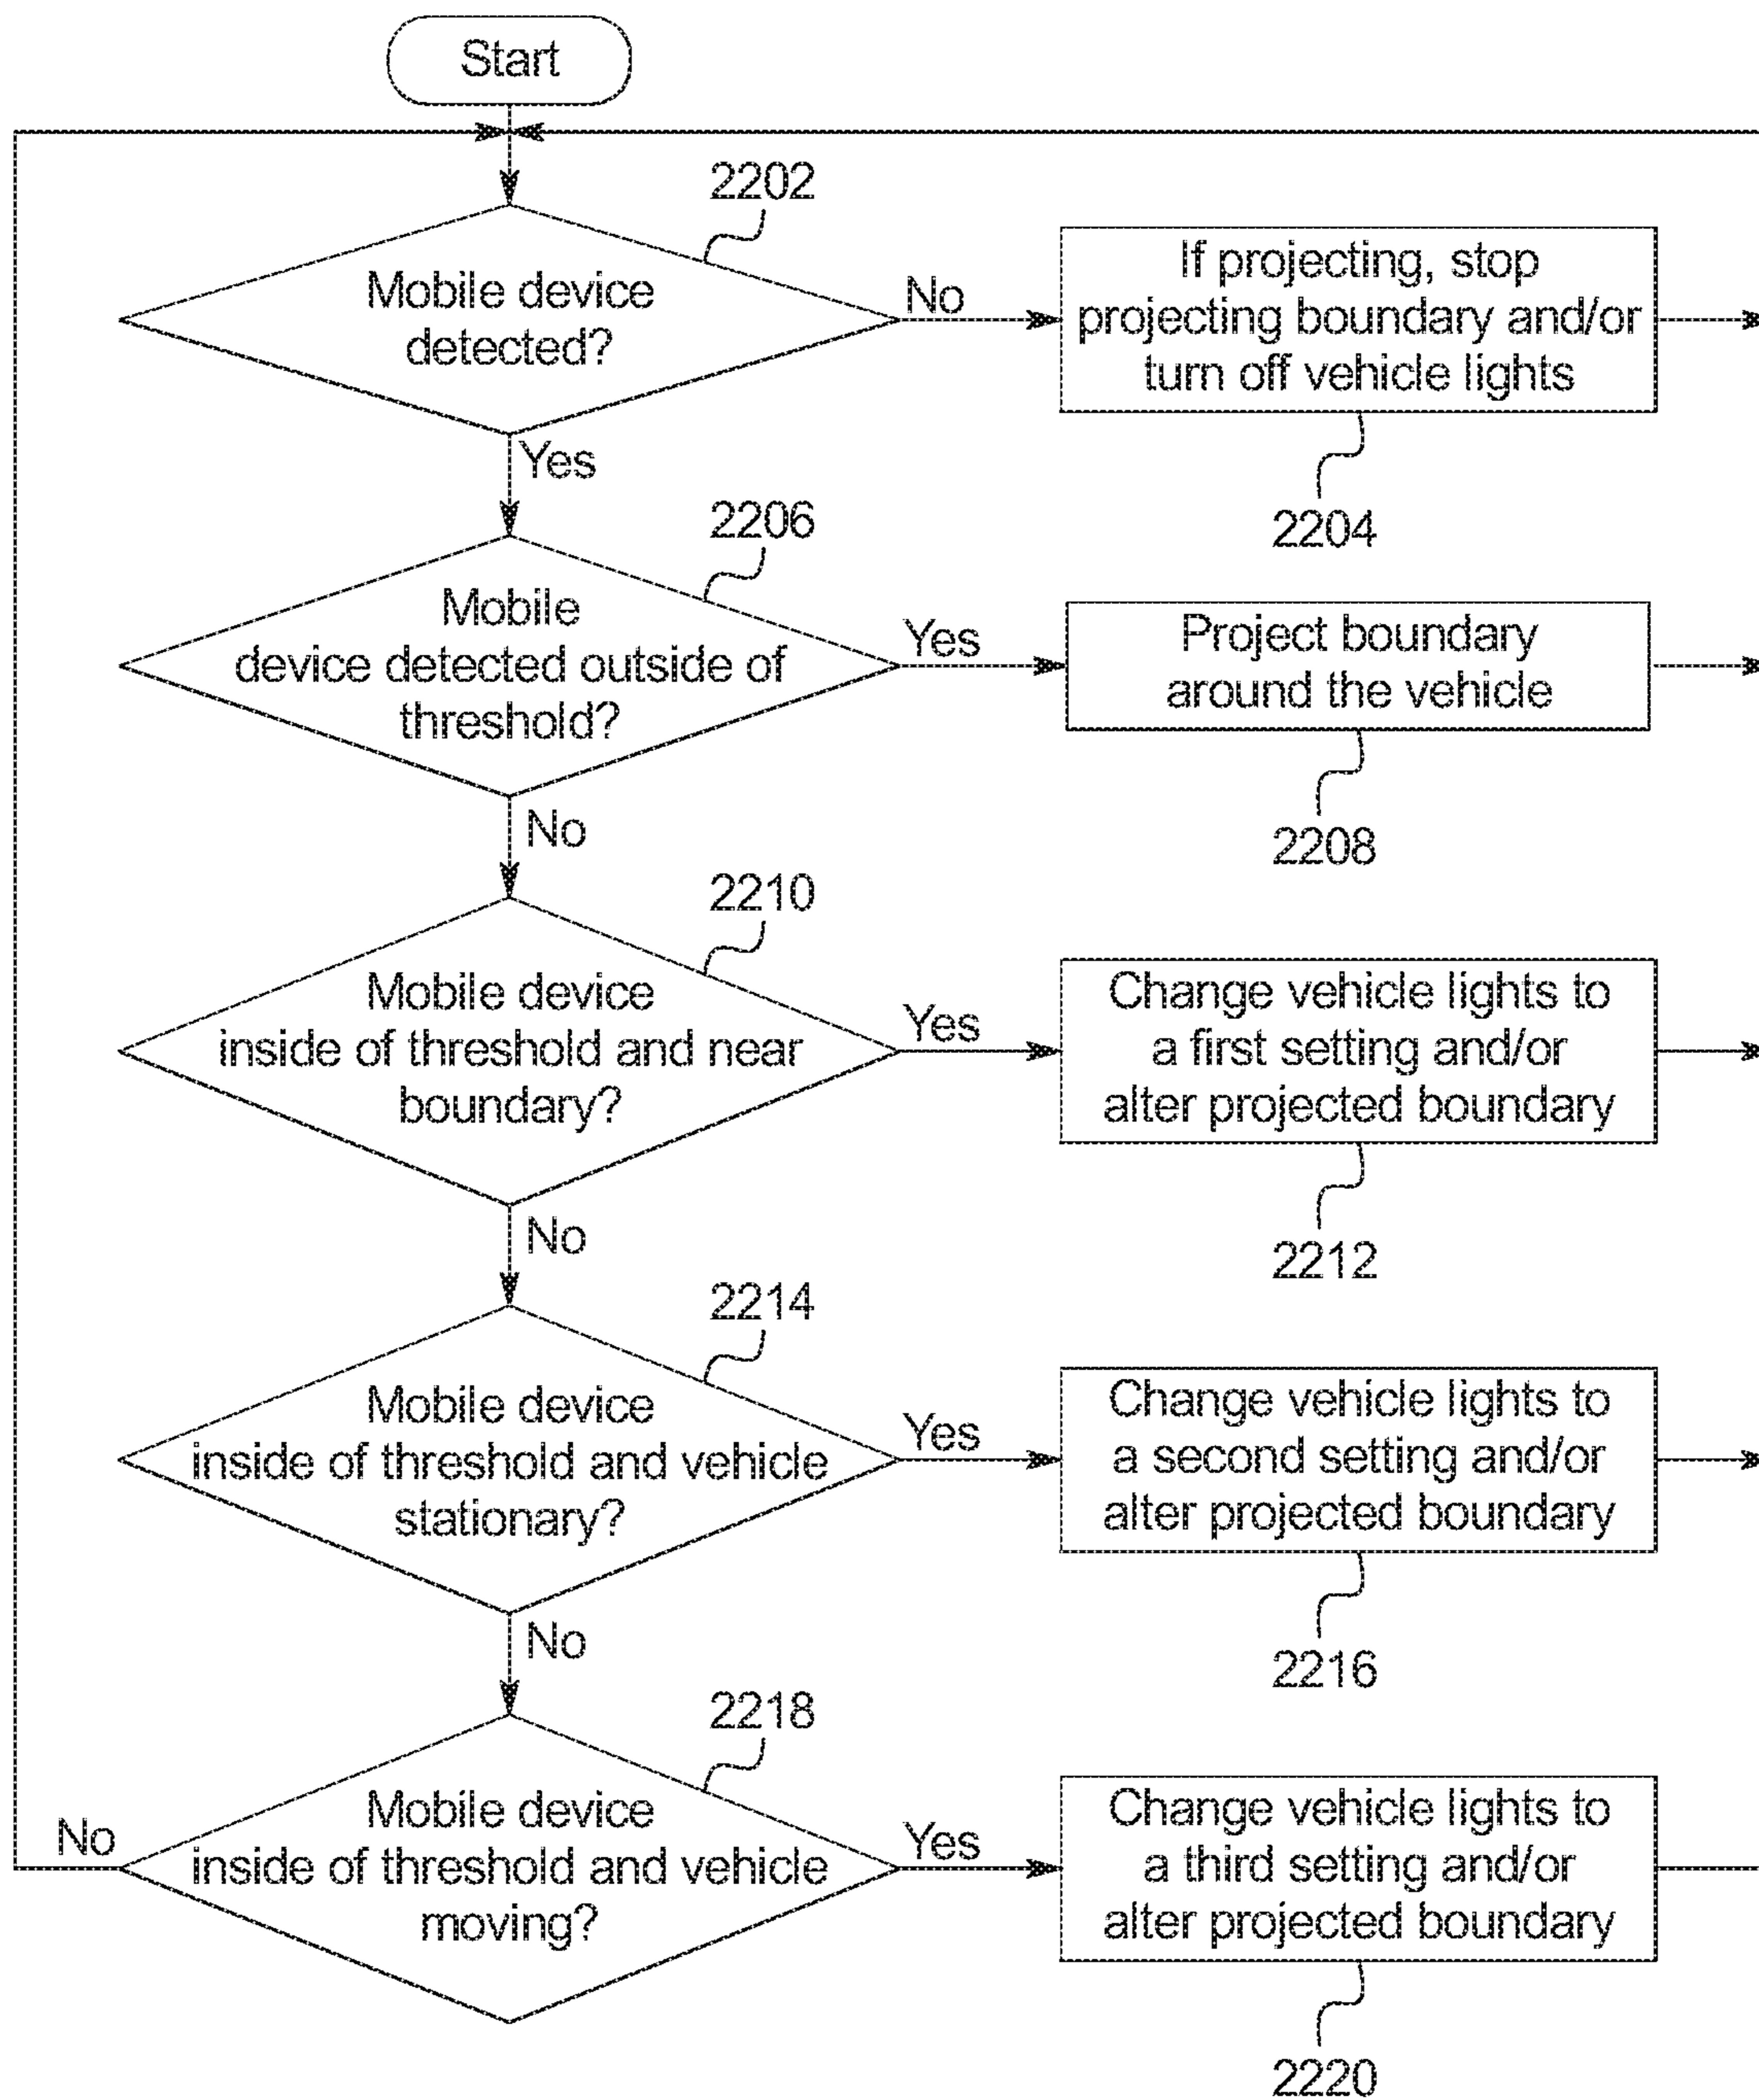 Start
2202
Mobile device
detected?
No
If projecting, stop
projecting boundary and/or
turn off vehicle lights
2204
Yes
2206
Mobile
device detected outside of
threshold?
Yes
Project boundary
around the vehicle
2208
No
2210
Mobile device
inside of threshold and near
boundary?
Yes
Change vehicle lights to
a first setting and/or
alter projected boundary
2212
No
2214
Mobile device
inside of threshold and vehicle
stationary?
Yes
Change vehicle lights to
a second setting and/or
alter projected boundary
2216
No
2218
Mobile device
inside of threshold and vehicle
moving?
No
Yes
Change vehicle lights to
a third setting and/or
alter projected boundary
2220